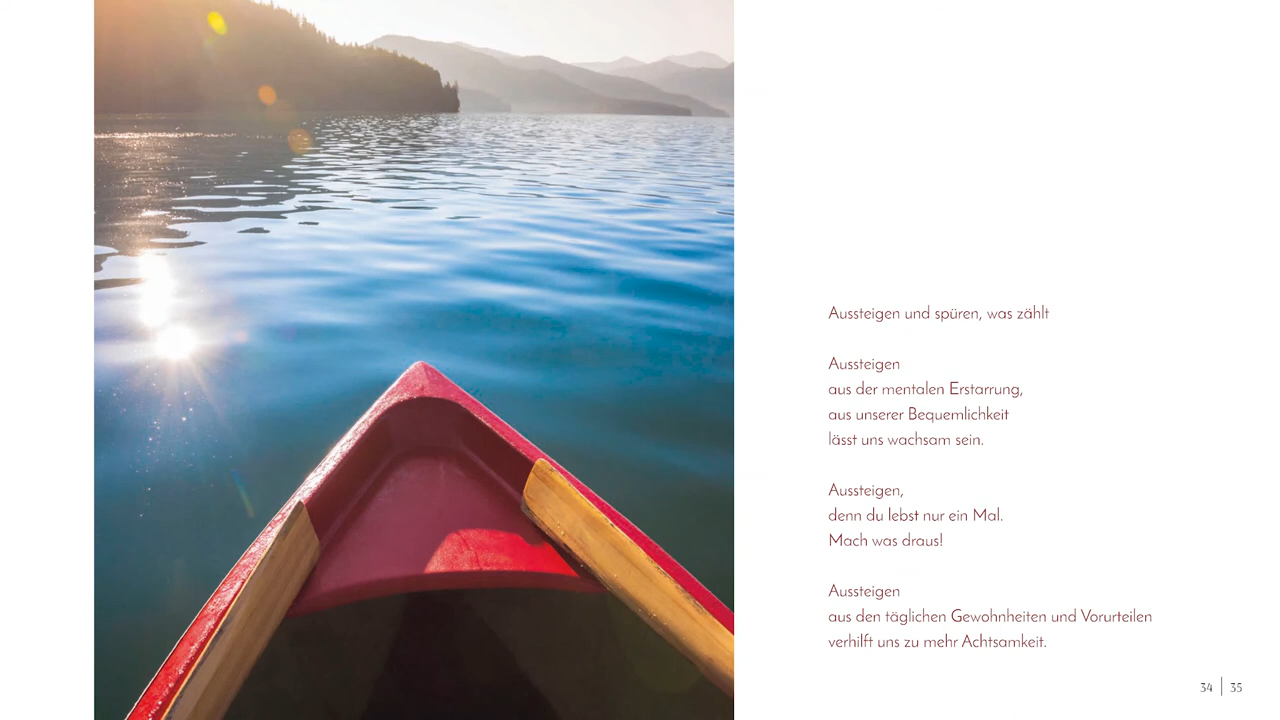 Aussteigen und spüren, was zählt
Aussteigen
aus der mentalen Erstarrung,
aus unserer Bequemlichkeit
lässt uns wachsam sein.
Aussteigen,
denn du lebst nur ein Mal.
Mach was draus!
Aussteigen
aus den täglichen Gewohnheiten und Vorurteilen
verhilft uns zu mehr Achtsamkeit.
34 | 35